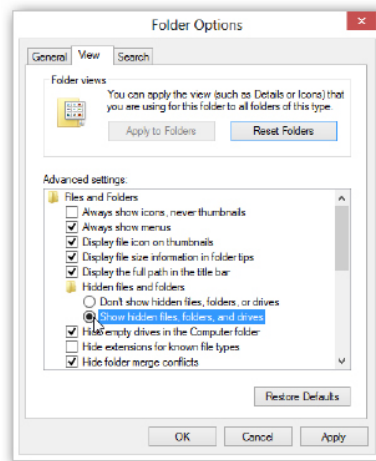 Folder Options
General View Search
Folder views
You can apply the view (such as Details or Icons) that
you are using for this folder to all folders of this type.
Apply to Folders Reset Folders
Advanced settings:
Files and Folders
Always show icons, never thumbnails
Always show menus
Display file icon on thumbnails
Display file size information in folder tips
Display the full path in the title bar
Hidden files and folders
Don't show hidden files, folders, or drives
Show hidden files, folders, and drives
Hide empty drives in the Computer folder
Hide extensions for known file types
Hide folder merge conflicts
Restore Defaults
OK Cancel Apply